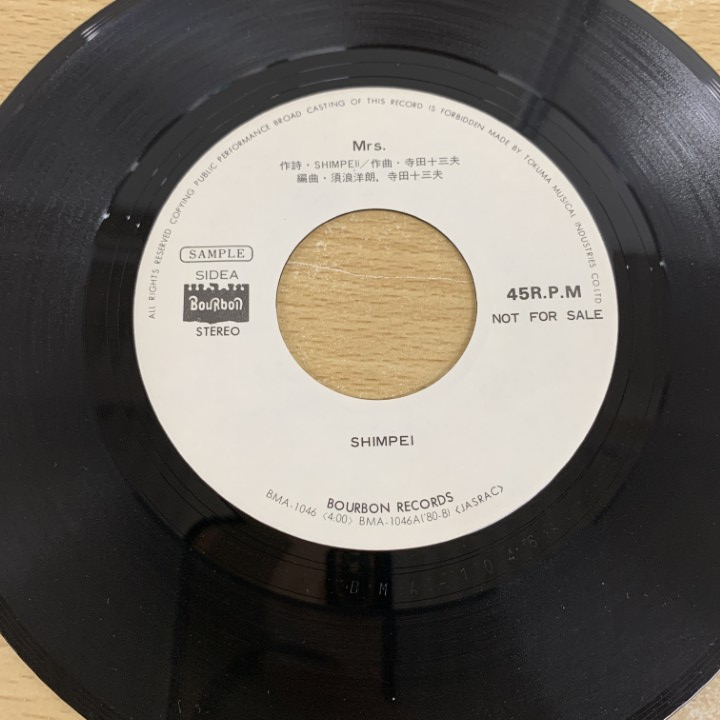 ALL RIGHTS RESERVED COPYING PUBLIC PERFORMANCE BROAD CASTING OF THIS RECORD IS FORBIDDEN MADE BY TOKUMA MUSICAL INDUSTRIES CO LTD
Mrs.
作詩・SHIMPEI/作曲・寺田十三夫
編曲・須浪洋朗，寺田十三夫
SAMPLE
SIDEA
BouRbon
STEREO
45R.P.M
NOT FOR SALE
SHIMPEI
BOURBON RECORDS
BMA-1046 〈4:00〉 BMA-1046A('80-8) 〈JASRAC〉
BMA-1046